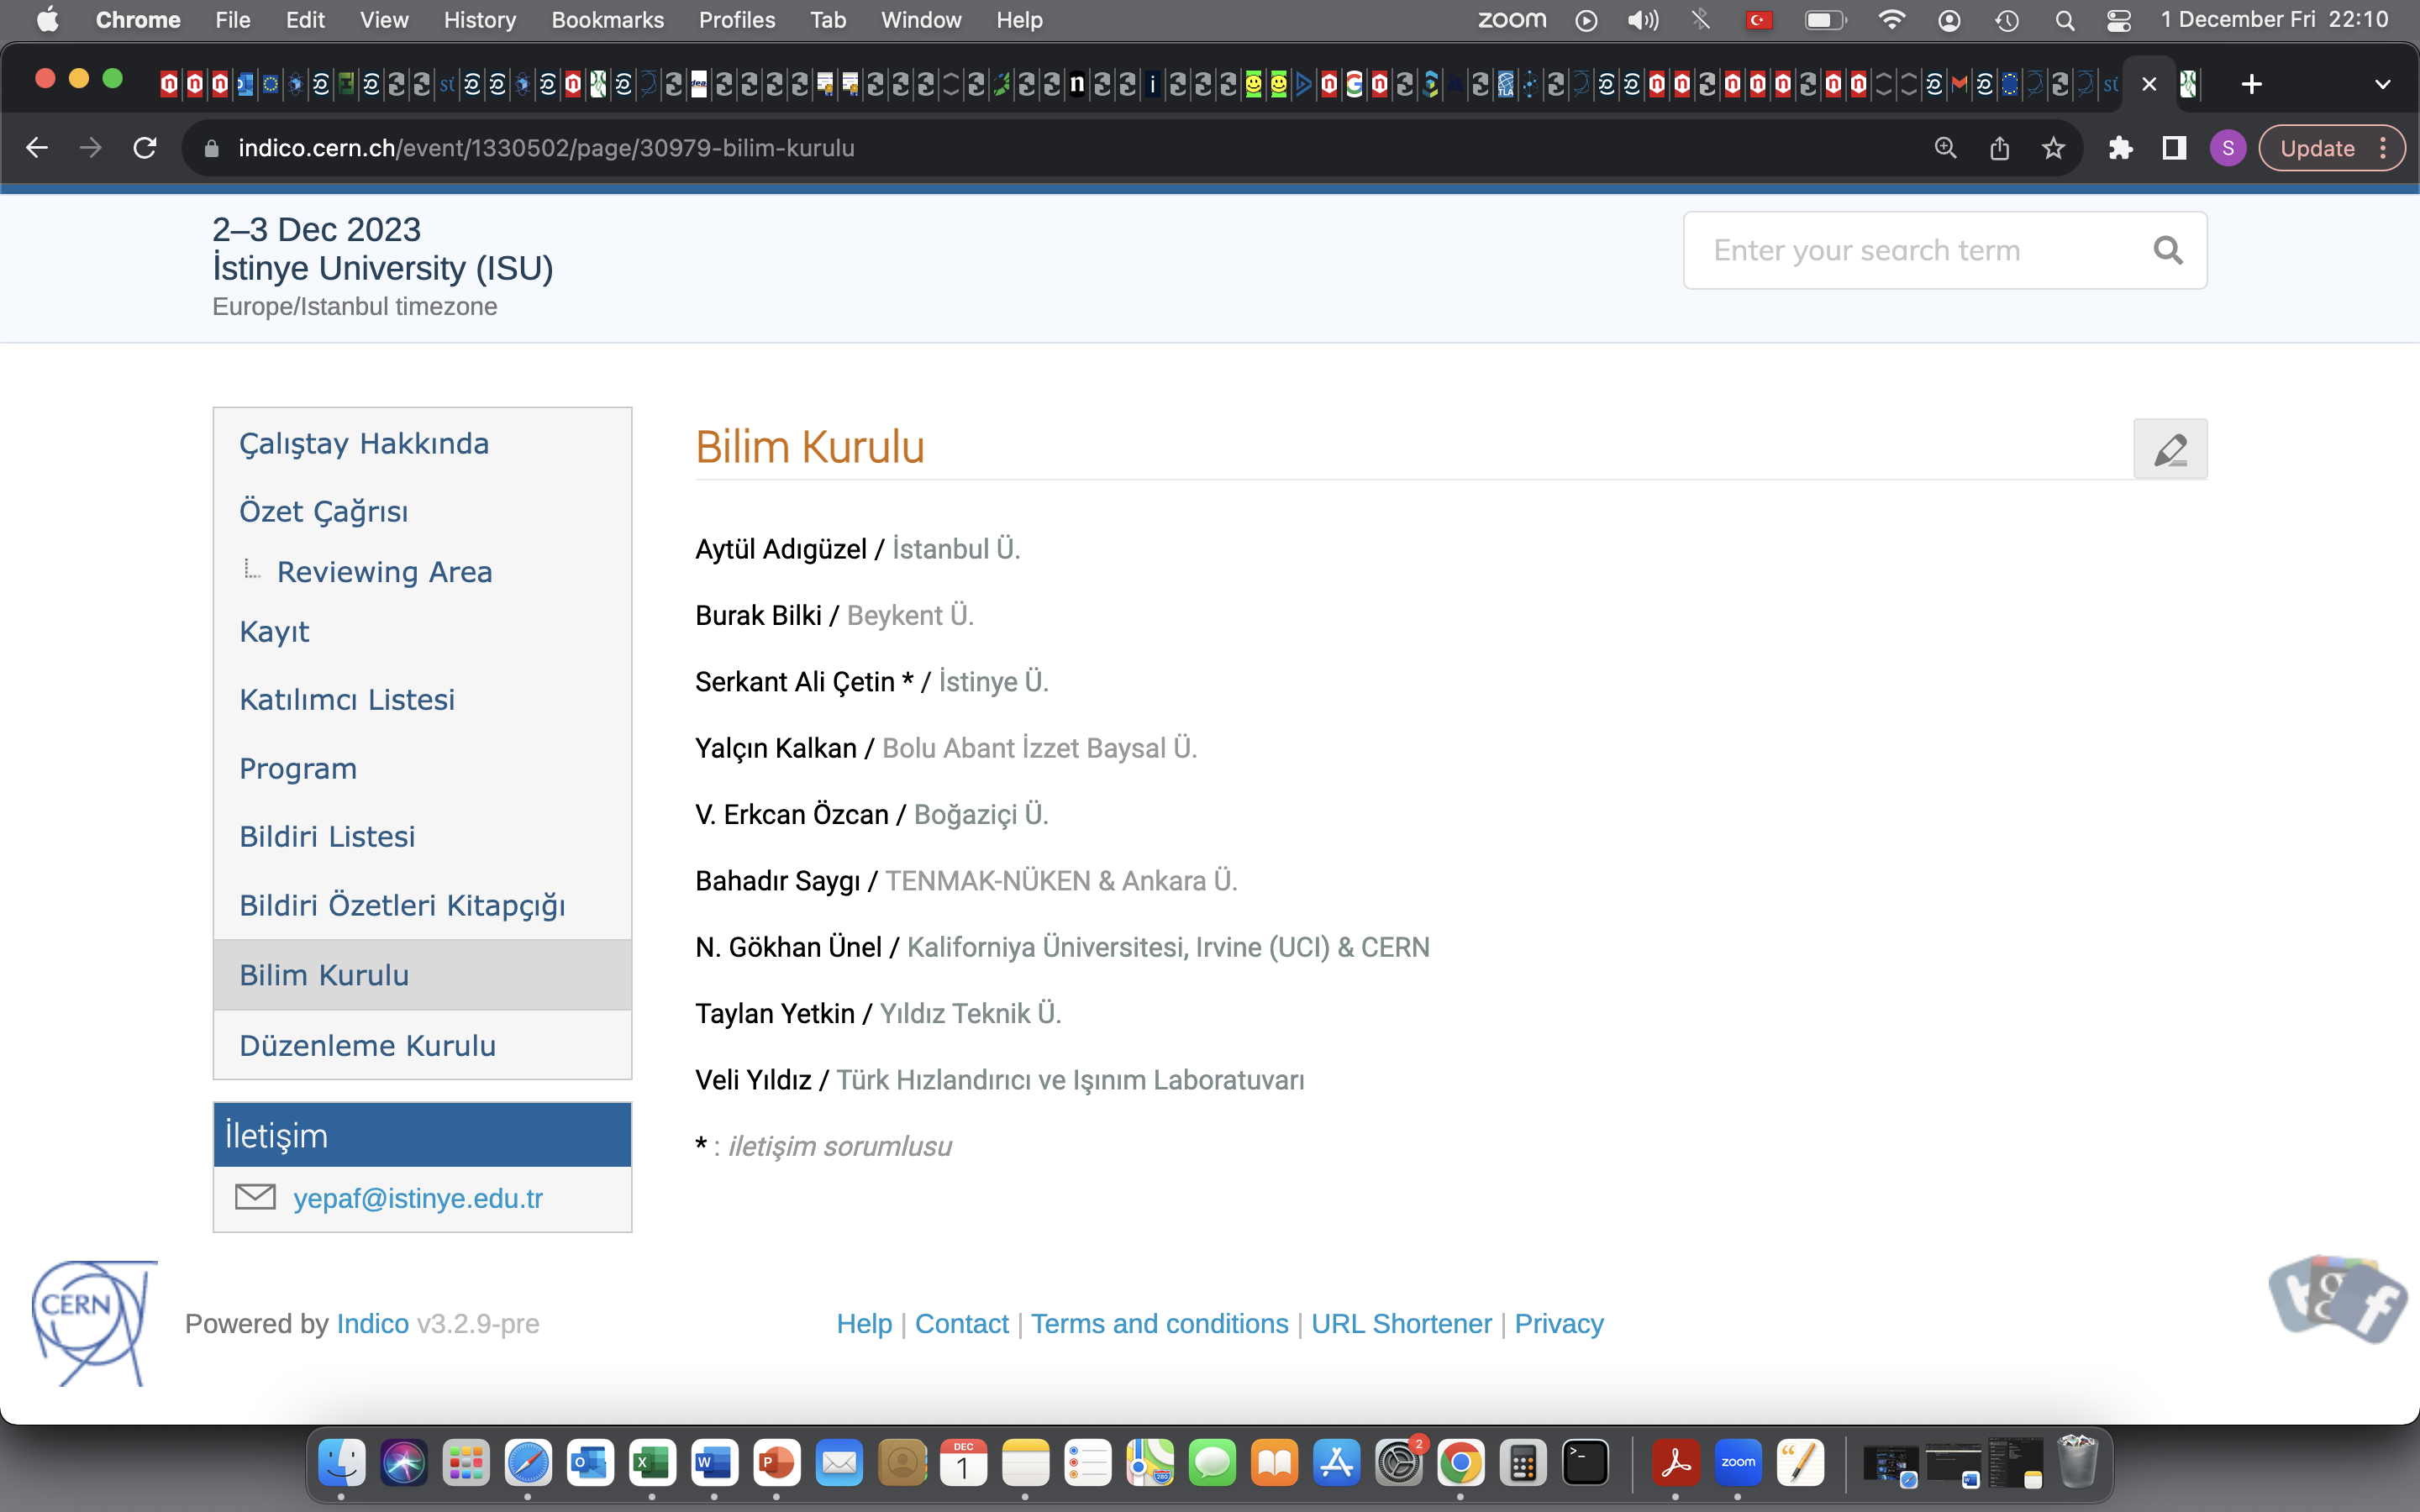 Chrome File Edit View History Bookmarks Profiles Tab Window Help zoom 1 December Fri 22:10
indico.cern.ch/event/1330502/page/30979-bilim-kurulu S Update
2–3 Dec 2023
İstinye University (ISU)
Europe/Istanbul timezone
Enter your search term
Çalıştay Hakkında
Özet Çağrısı
Reviewing Area
Kayıt
Katılımcı Listesi
Program
Bildiri Listesi
Bildiri Özetleri Kitapçığı
Bilim Kurulu
Düzenleme Kurulu
İletişim
yepaf@istinye.edu.tr
Bilim Kurulu
Aytül Adıgüzel / İstanbul Ü.
Burak Bilki / Beykent Ü.
Serkant Ali Çetin * / İstinye Ü.
Yalçın Kalkan / Bolu Abant İzzet Baysal Ü.
V. Erkcan Özcan / Boğaziçi Ü.
Bahadır Saygı / TENMAK-NÜKEN & Ankara Ü.
N. Gökhan Ünel / Kaliforniya Üniversitesi, Irvine (UCI) & CERN
Taylan Yetkin / Yıldız Teknik Ü.
Veli Yıldız / Türk Hızlandırıcı ve Işınım Laboratuvarı
* : iletişim sorumlusu
CERN
Powered by Indico v3.2.9-pre
Help | Contact | Terms and conditions | URL Shortener | Privacy
DEC
1
2
zoom